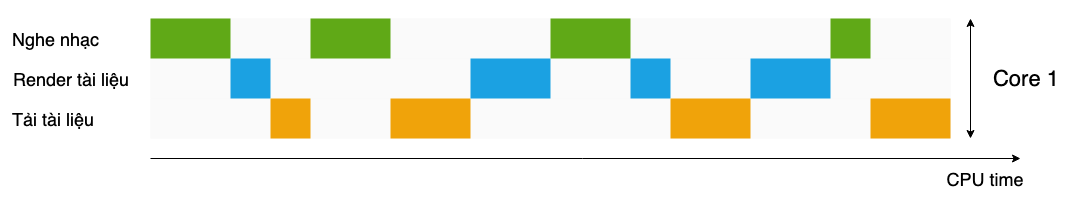 Nghe nhạc
Render tài liệu
Core 1
Tải tài liệu
CPU time